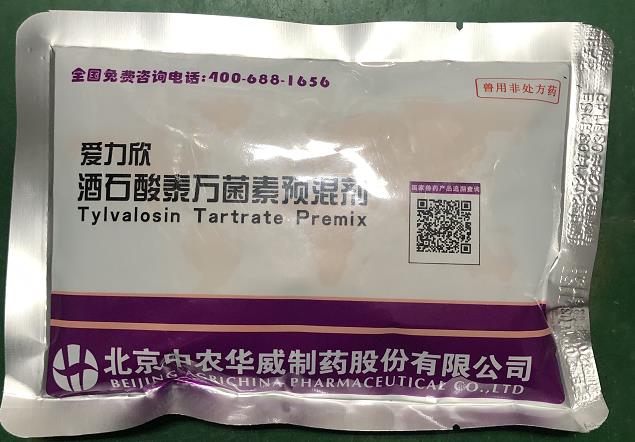 全国免费咨询电话:400-688-1656
兽用非处方药
爱力欣
酒石酸泰万菌素预混剂
Tylvalosin Tartrate Premix
国家兽药产品追溯查询
北京中农华威制药股份有限公司
BEIJING AGRICHINA PHARMACEUTICAL CO.,LTD